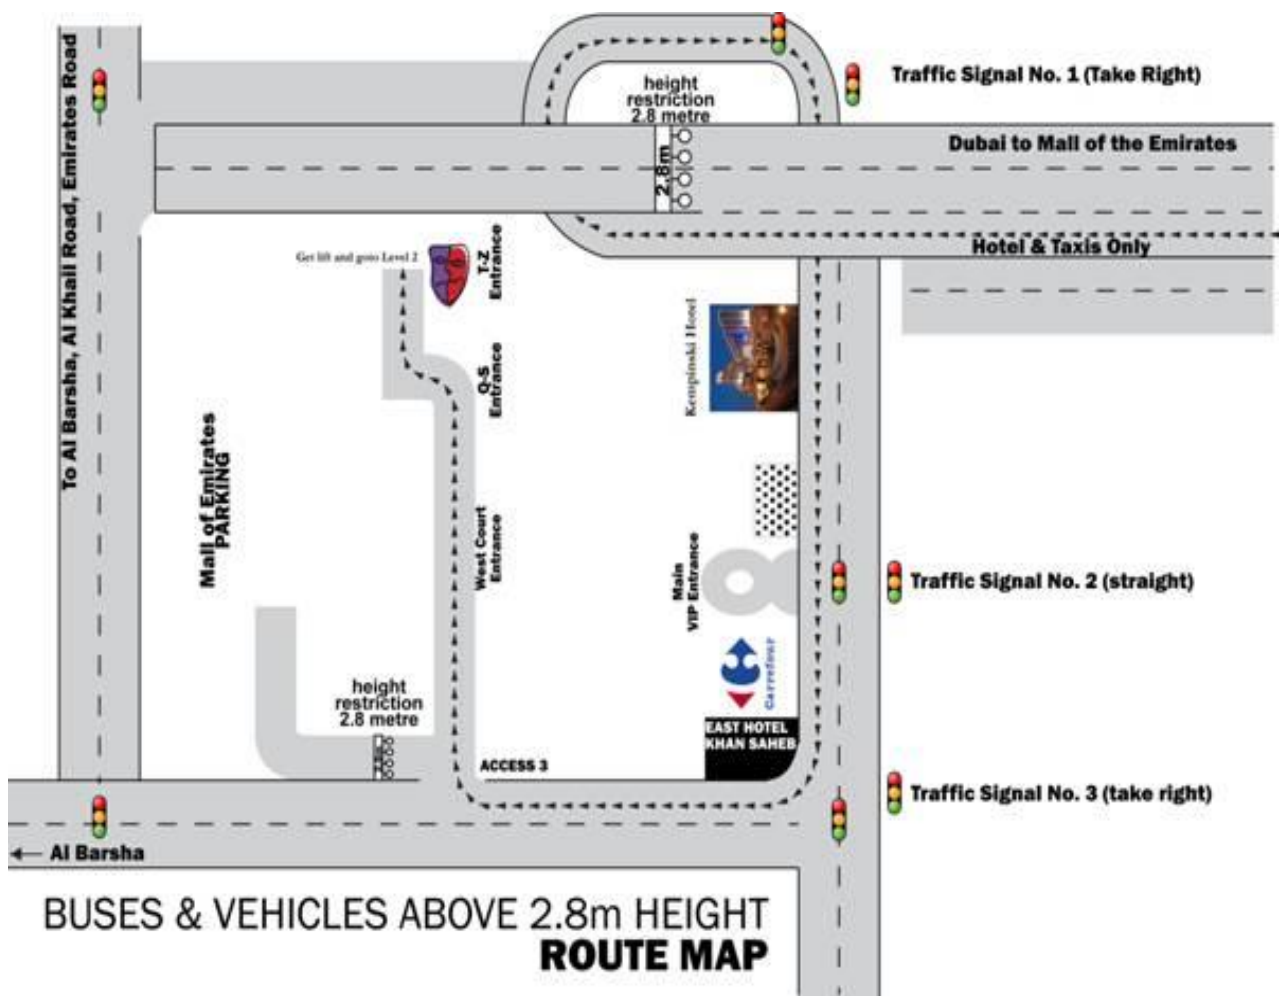 To Al Barsha, Al Khail Road, Emirates Road
height
restriction
2.8 metre
Traffic Signal No. 1 (Take Right)
Dubai to Mall of the Emirates
2.8m
Hotel & Taxis Only
Get lift and goto Level 2
T-Z
Entrance
Kempinski Hotel
Q-S
Entrance
Mall of Emirates
PARKING
West Court
Entrance
Main
VIP Entrance
Traffic Signal No. 2 (straight)
Carrefour
height
restriction
2.8 metre
EAST HOTEL
KHAN SAHEB
ACCESS 3
Traffic Signal No. 3 (take right)
Al Barsha
BUSES & VEHICLES ABOVE 2.8m HEIGHT
ROUTE MAP